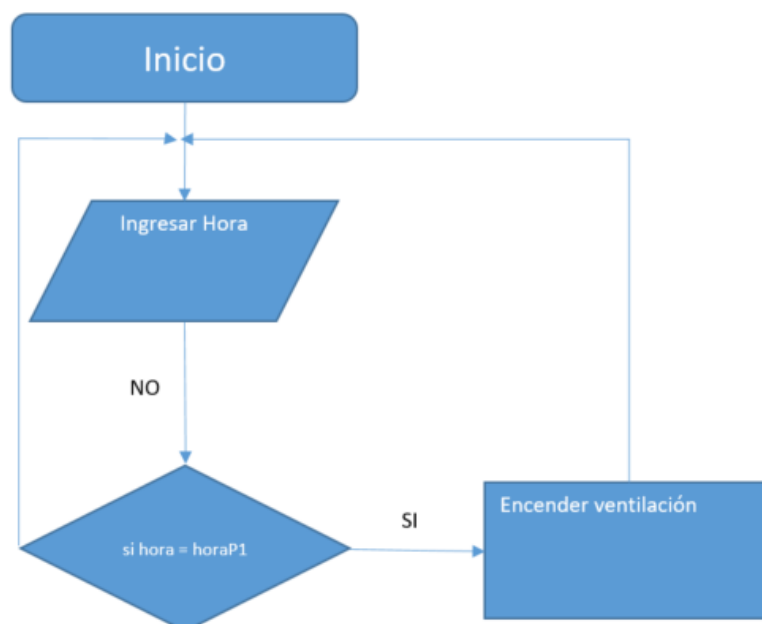 Inicio
Ingresar Hora
NO
si hora = horaP1
SI
Encender ventilación